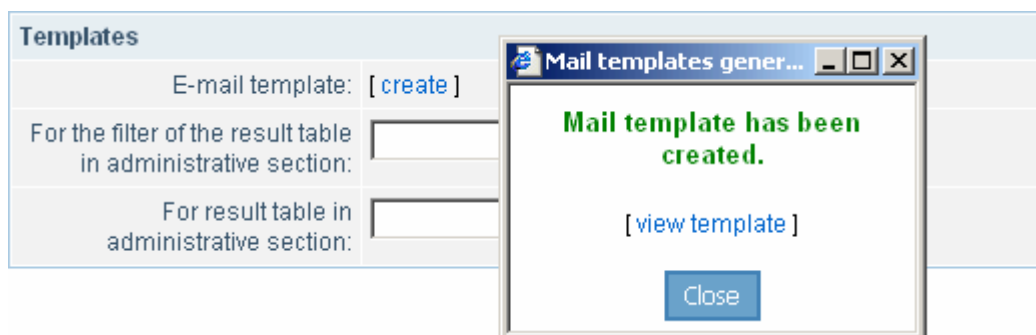 Templates
E-mail template: [ create ]
For the filter of the result table
in administrative section:
For result table in
administrative section:
Mail templates gener...
Mail template has been
created.
[ view template ]
Close